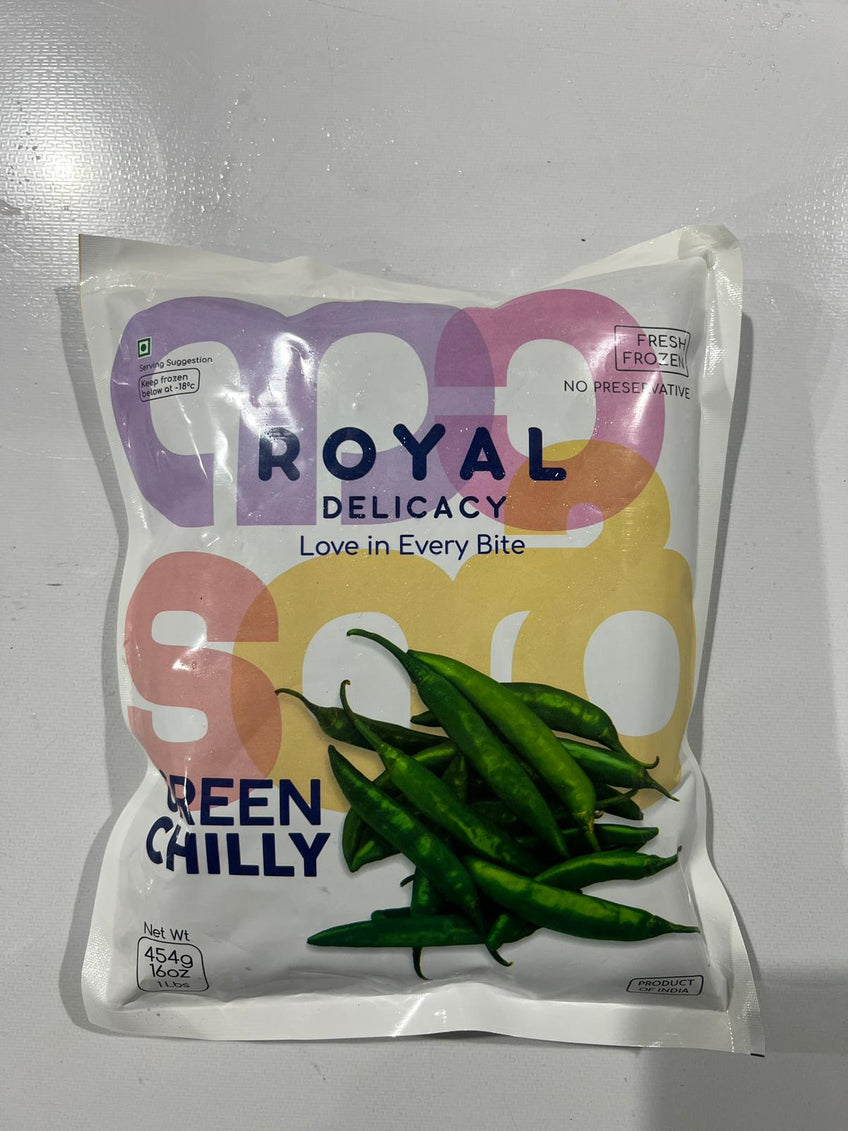 Serving Suggestion
Keep frozen
below at -18°c
FRESH
FROZEN
NO PRESERVATIVE
ROYAL
DELICACY
Love in Every Bite
GREEN
CHILLY
Net Wt
454g
16oz
1 Lbs
PRODUCT
OF INDIA